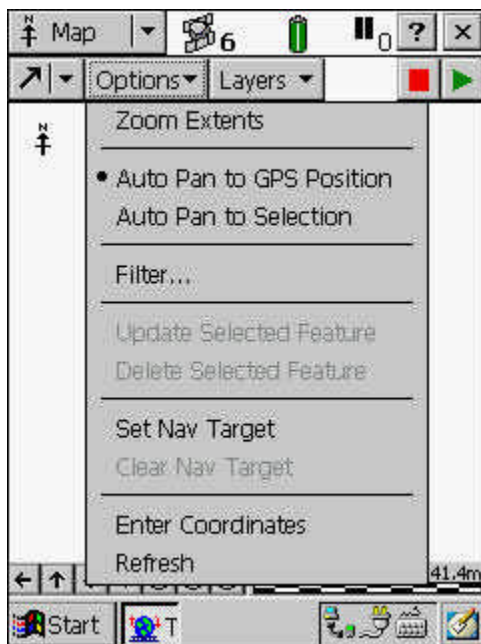 Map 6 0 ? ×
Options Layers
N
Zoom Extents
Auto Pan to GPS Position
Auto Pan to Selection
Filter...
Update Selected Feature
Delete Selected Feature
Set Nav Target
Clear Nav Target
Enter Coordinates
Refresh
41.4m
Start T